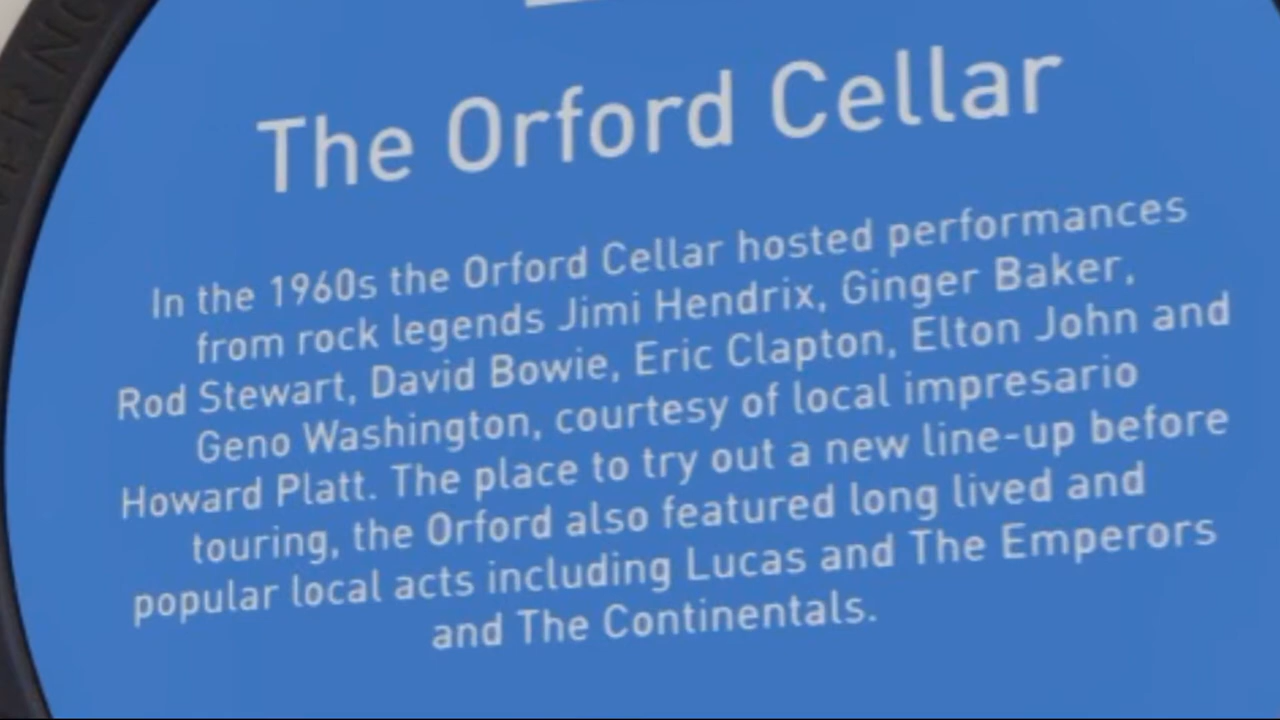 The Orford Cellar
In the 1960s the Orford Cellar hosted performances
from rock legends Jimi Hendrix, Ginger Baker,
Rod Stewart, David Bowie, Eric Clapton, Elton John and
Geno Washington, courtesy of local impresario
Howard Platt. The place to try out a new line-up before
touring, the Orford also featured long lived and
popular local acts including Lucas and The Emperors
and The Continentals.